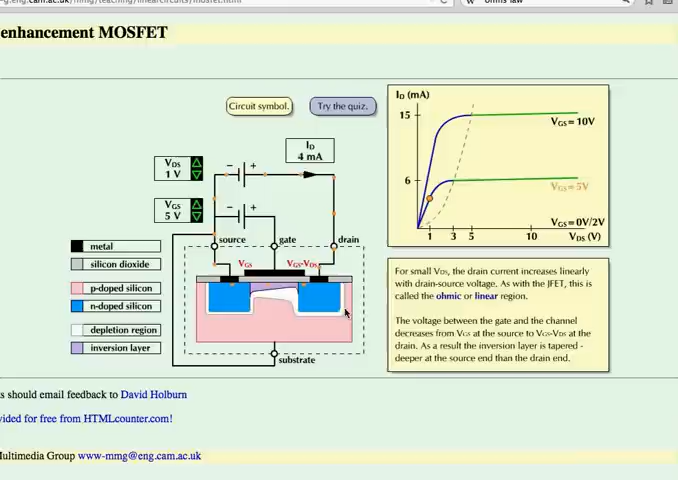 enhancement MOSFET
Circuit symbol.
Try the quiz.
ID
4 mA
VDS
1 V
VGS
5 V
- +
- +
source
gate
drain
VGS
VGS-VDS
substrate
metal
silicon dioxide
p-doped silicon
n-doped silicon
depletion region
inversion layer
ID (mA)
15
VGS = 10V
6
VGS = 5V
VGS = 0V/2V
1 3 5 10 VDS (V)
For small VDS, the drain current increases linearly
with drain-source voltage. As with the JFET, this is
called the ohmic or linear region.
The voltage between the gate and the channel
decreases from VGS at the source to VGS-VDS at the
drain. As a result the inversion layer is tapered -
deeper at the source end than the drain end.
ts should email feedback to David Holburn
vided for free from HTMLcounter.com!
Multimedia Group www-mmg@eng.cam.ac.uk